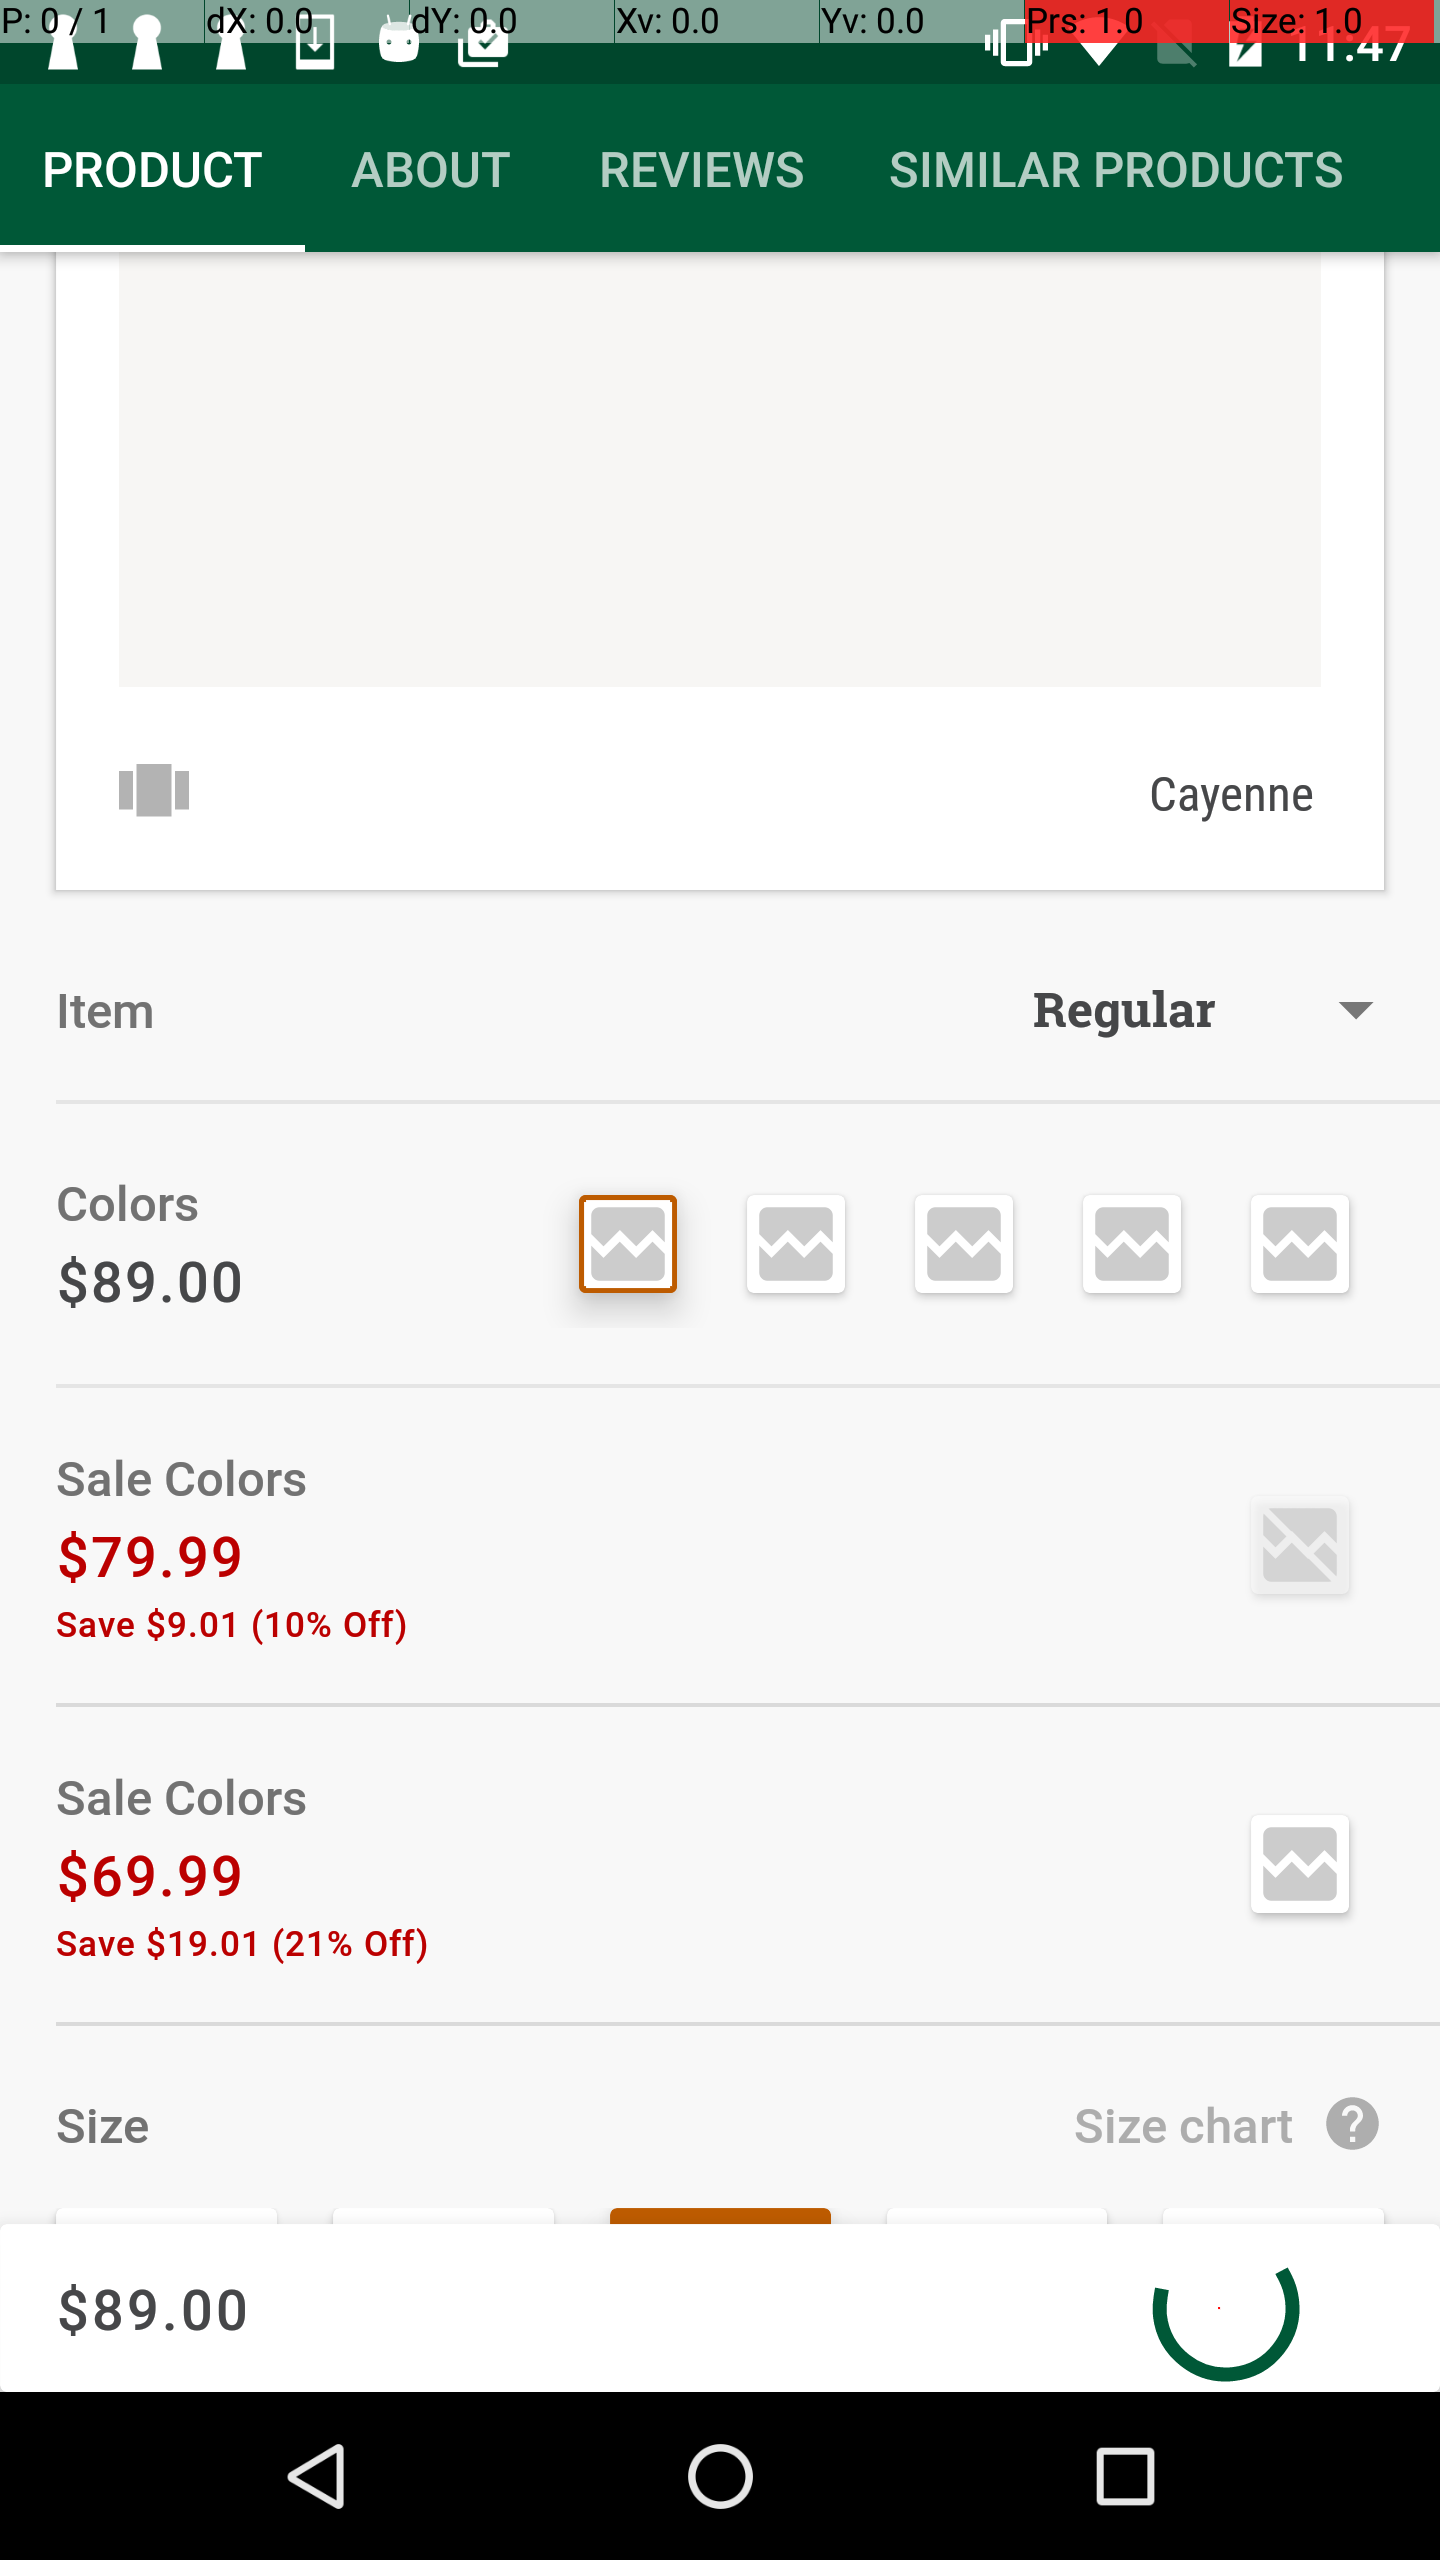 P: 0 / 1 dX: 0.0 dY: 0.0 Xv: 0.0 Yv: 0.0 Prs: 1.0 Size: 1.0
11:47
PRODUCT ABOUT REVIEWS SIMILAR PRODUCTS
Cayenne
Item Regular
Colors
$89.00
Sale Colors
$79.99
Save $9.01 (10% Off)
Sale Colors
$69.99
Save $19.01 (21% Off)
Size Size chart ?
$89.00